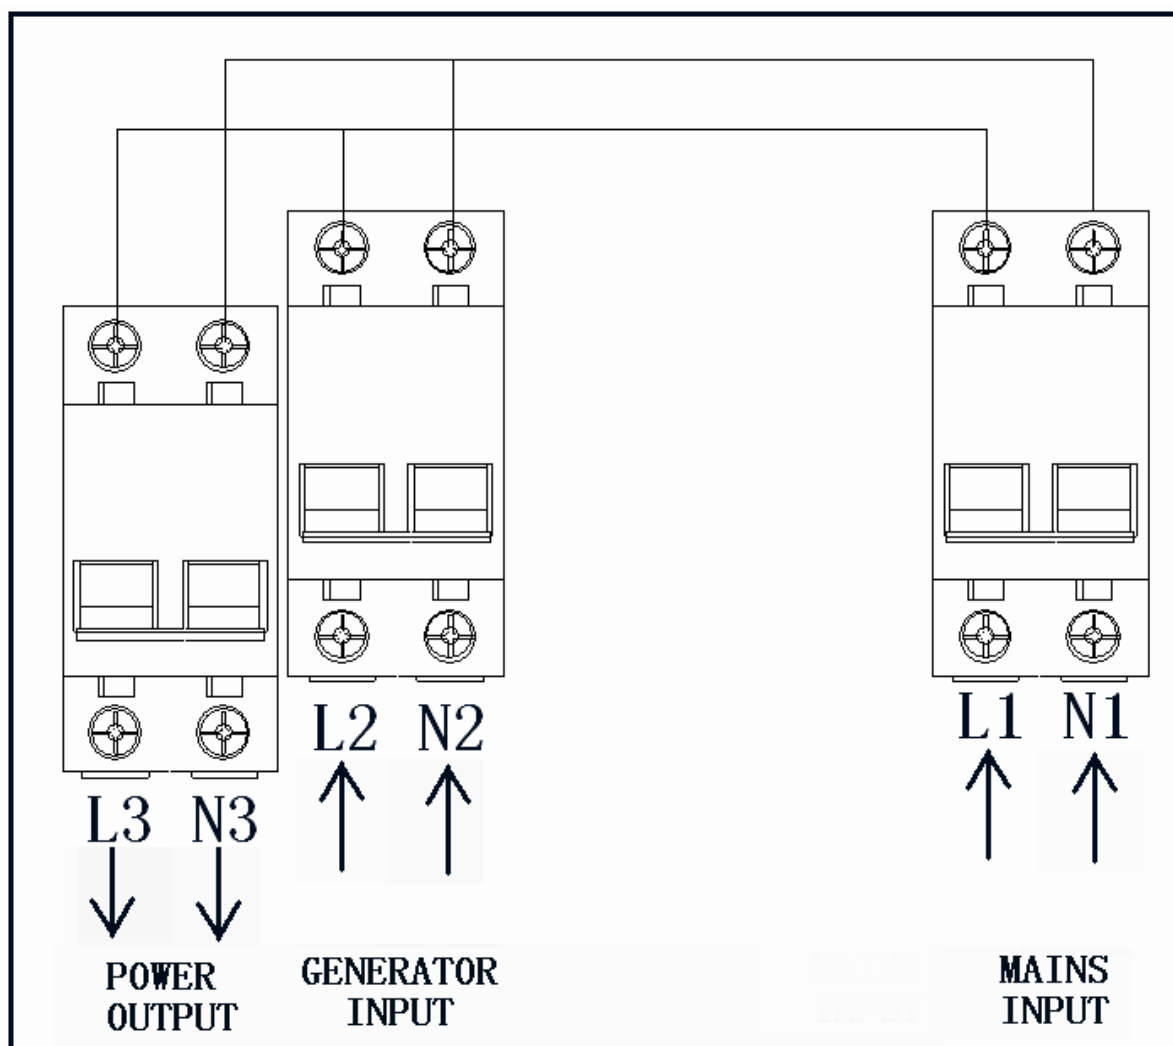 L2 N2
L1 N1
L3 N3
POWER
OUTPUT
GENERATOR
INPUT
MAINS
INPUT